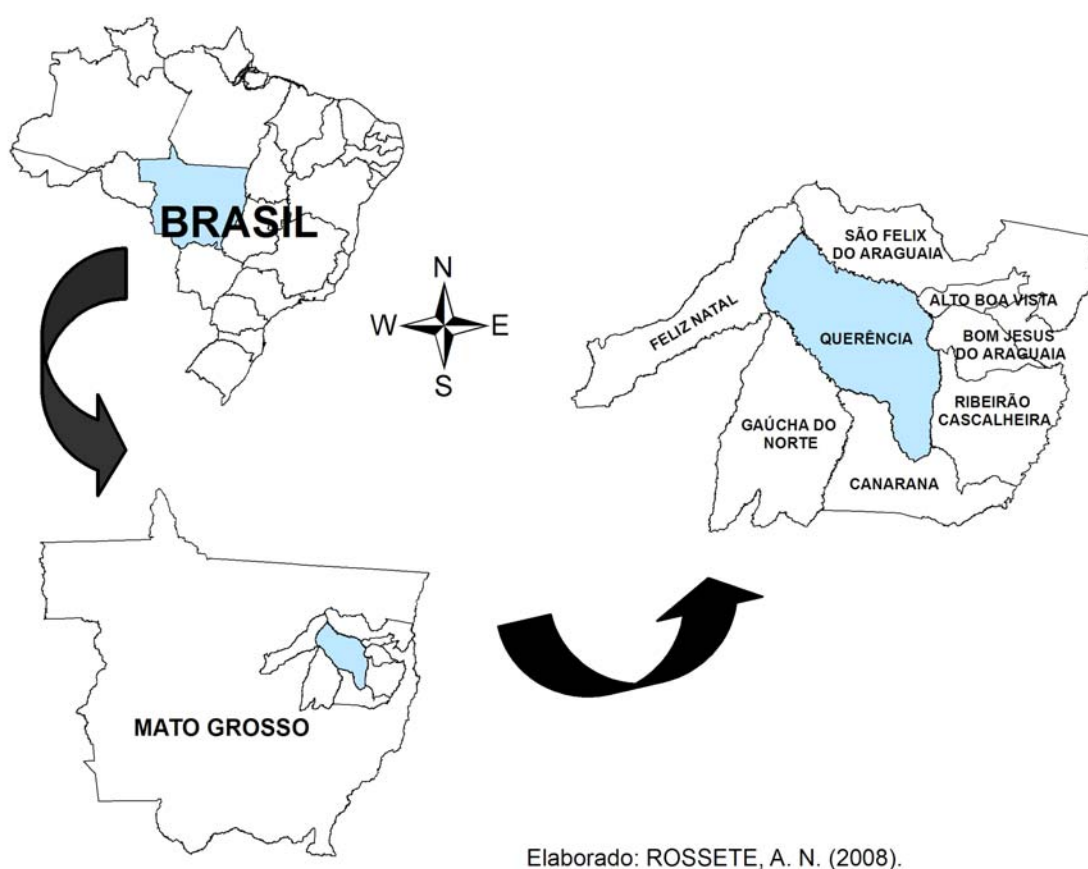 BRASIL
N
W
E
S
SÃO FELIX
DO ARAGUAIA
ALTO BOA VISTA
FELIZ NATAL
QUERÊNCIA
BOM JESUS
DO ARAGUAIA
RIBEIRÃO
CASCALHEIRA
GAÚCHA DO
NORTE
CANARANA
MATO GROSSO
Elaborado: ROSSETE, A. N. (2008).